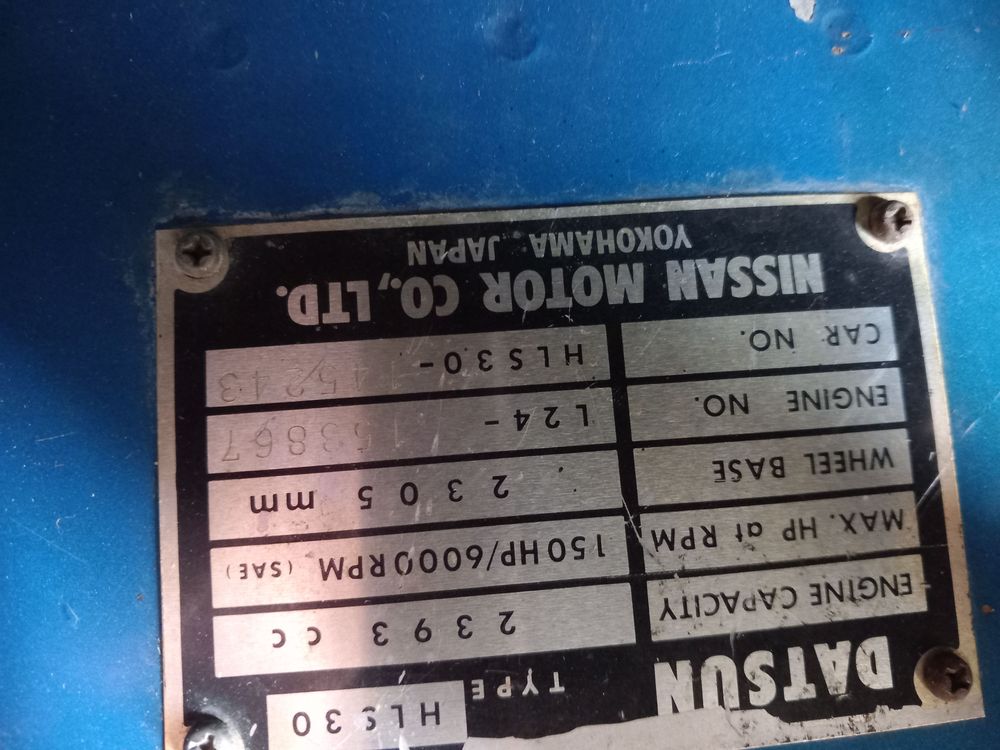 DATSUN TYPE HLS30
ENGINE CAPACITY 2393 cc
MAX. HP at RPM 150HP/6000RPM (SAE)
WHEEL BASE 2305 mm
ENGINE NO. L24- 153867
CAR NO. HLS30- 145243
NISSAN MOTOR CO., LTD.
YOKOHAMA JAPAN